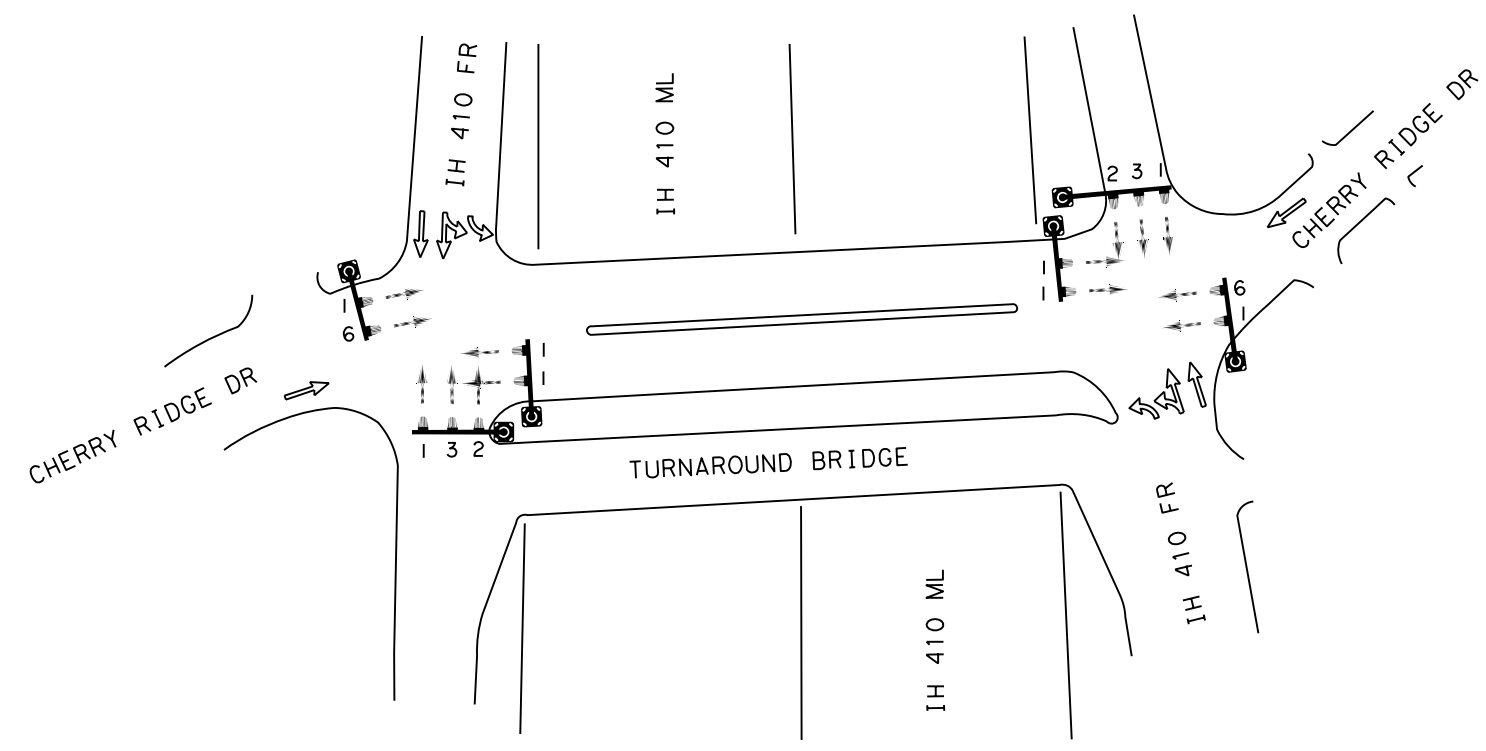 IH 410 FR
IH 410 ML
CHERRY RIDGE DR
2 3 1
1
1
6
1
1
6
1
1
CHERRY RIDGE DR
1 3 2
TURNAROUND BRIDGE
IH 410 FR
IH 410 ML